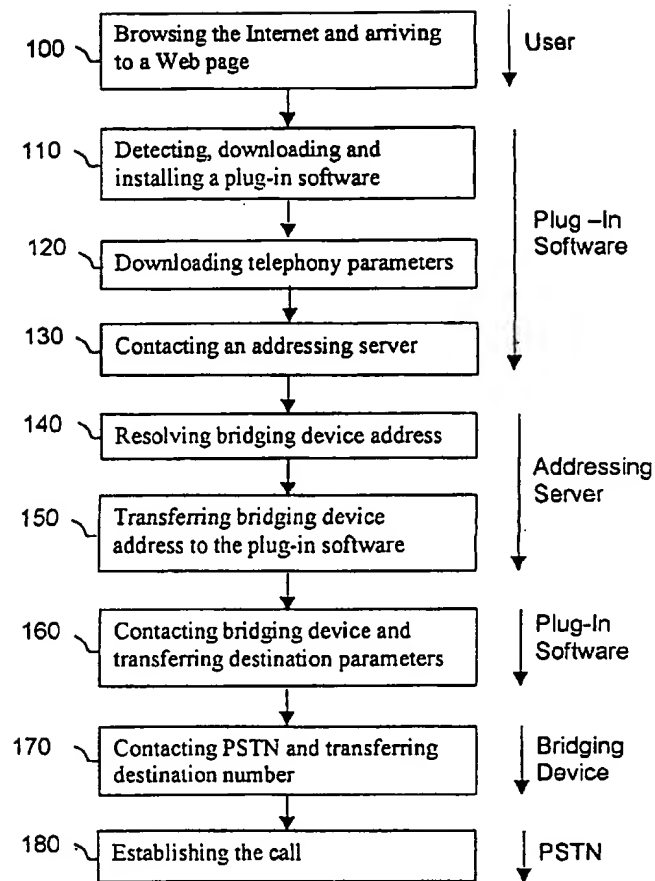 100
Browsing the Internet and arriving
to a Web page
User
110
Detecting, downloading and
installing a plug-in software
Plug –In
Software
120
Downloading telephony parameters
130
Contacting an addressing server
140
Resolving bridging device address
Addressing
Server
150
Transferring bridging device
address to the plug-in software
160
Contacting bridging device and
transferring destination parameters
Plug-In
Software
170
Contacting PSTN and transferring
destination number
Bridging
Device
180
Establishing the call
PSTN